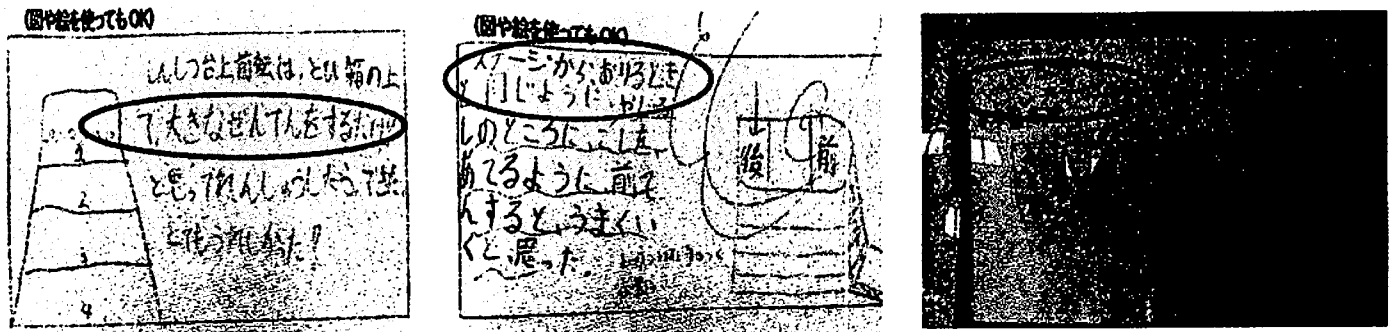 (図や絵を使ってもOK)
しんしつ台上前転は、とび箱の上
で、大きなぜんてんをするだけ
と思ってれんしゅうしたら、
とてもうれしかった!
1
2
3
4
(図や絵を使ってもOK)
ステージから、おりるときと
同じように、
しのところに、こしを、
あてるように、前て
んすると、うまくい
くと、思った。
後
前